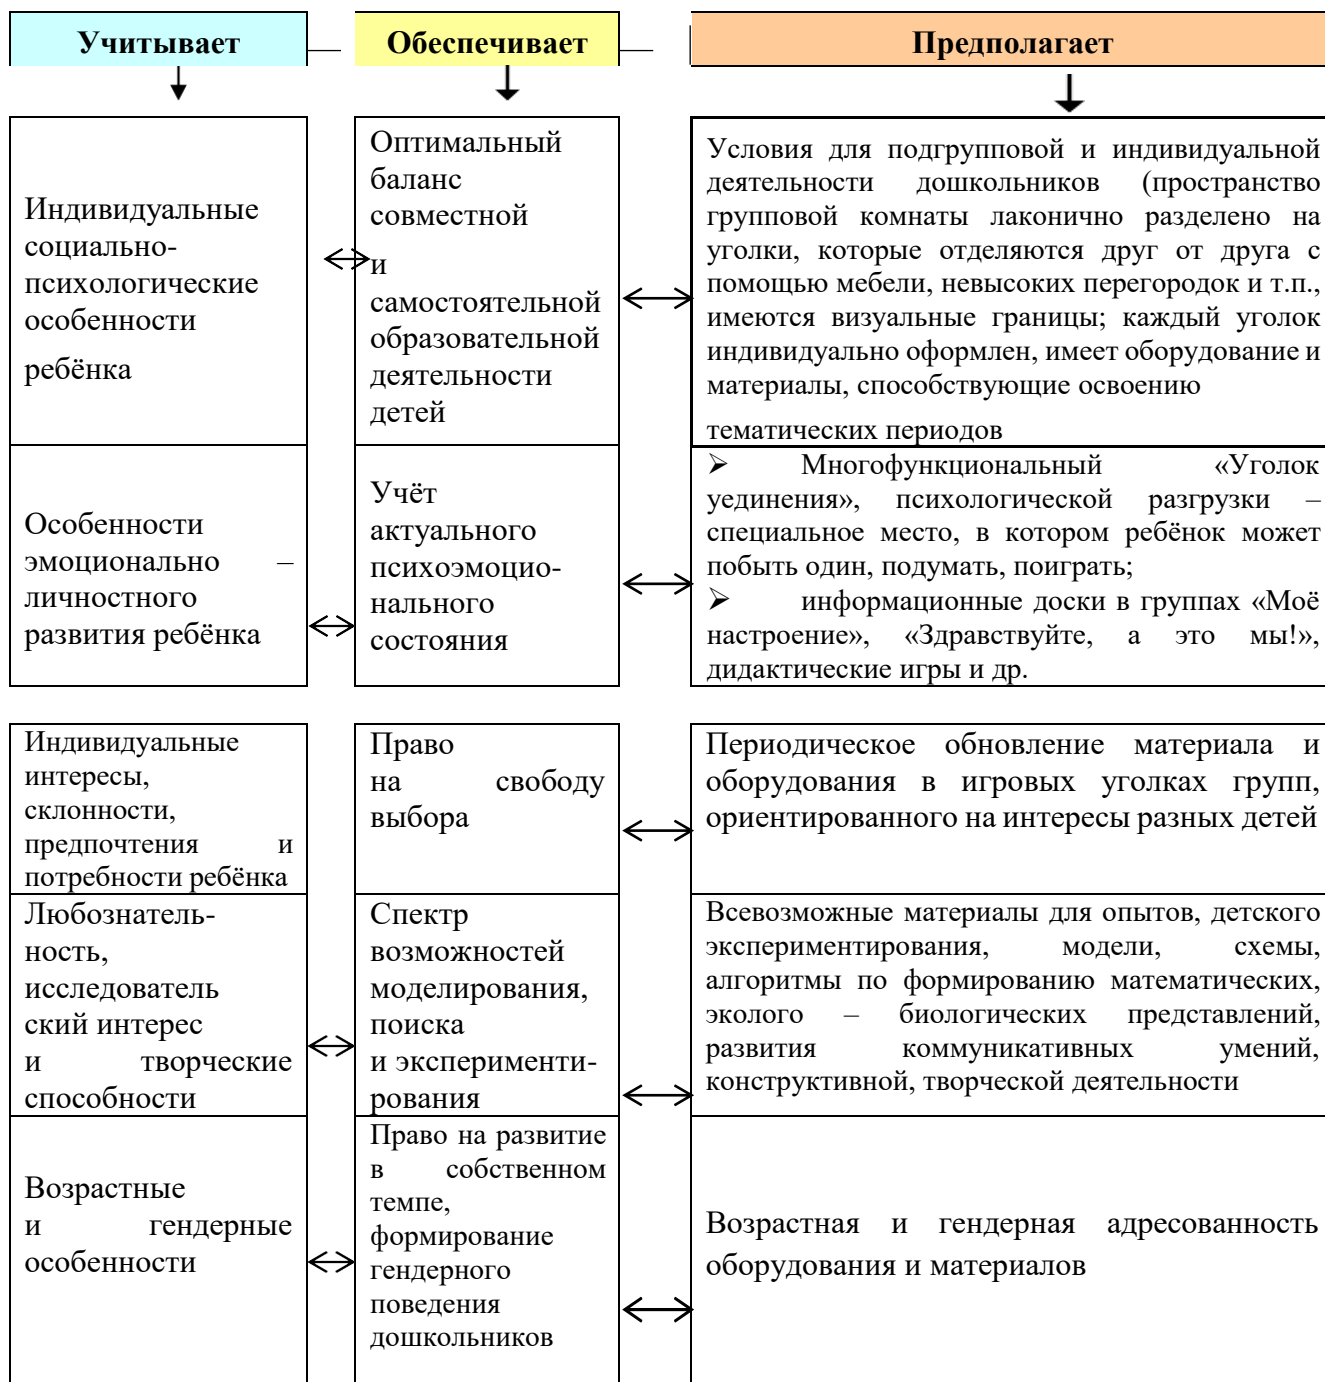 Учитывает
Обеспечивает
Предполагает
Индивидуальные
социально-
психологические
особенности
ребёнка
Оптимальный
баланс
совместной
и
самостоятельной
образовательной
деятельности
детей
Условия для подгрупповой и индивидуальной
деятельности дошкольников (пространство
групповой комнаты лаконично разделено на
уголки, которые отделяются друг от друга с
помощью мебели, невысоких перегородок и т.п.,
имеются визуальные границы; каждый уголок
индивидуально оформлен, имеет оборудование и
материалы, способствующие освоению
тематических периодов
Особенности
эмоционально –
личностного
развития ребёнка
Учёт
актуального
психоэмоцио-
нального
состояния
➢ Многофункциональный «Уголок
уединения», психологической разгрузки –
специальное место, в котором ребёнок может
побыть один, подумать, поиграть;
➢ информационные доски в группах «Моё
настроение», «Здравствуйте, а это мы!»,
дидактические игры и др.
Индивидуальные
интересы,
склонности,
предпочтения и
потребности ребёнка
Право
на свободу
выбора
Периодическое обновление материала и
оборудования в игровых уголках групп,
ориентированного на интересы разных детей
Любознатель-
ность,
исследователь
ский интерес
и творческие
способности
Спектр
возможностей
моделирования,
поиска
и эксперименти-
рования
Всевозможные материалы для опытов, детского
экспериментирования, модели, схемы,
алгоритмы по формированию математических,
эколого – биологических представлений,
развития коммуникативных умений,
конструктивной, творческой деятельности
Возрастные
и гендерные
особенности
Право на развитие
в собственном
темпе,
формирование
гендерного
поведения
дошкольников
Возрастная и гендерная адресованность
оборудования и материалов